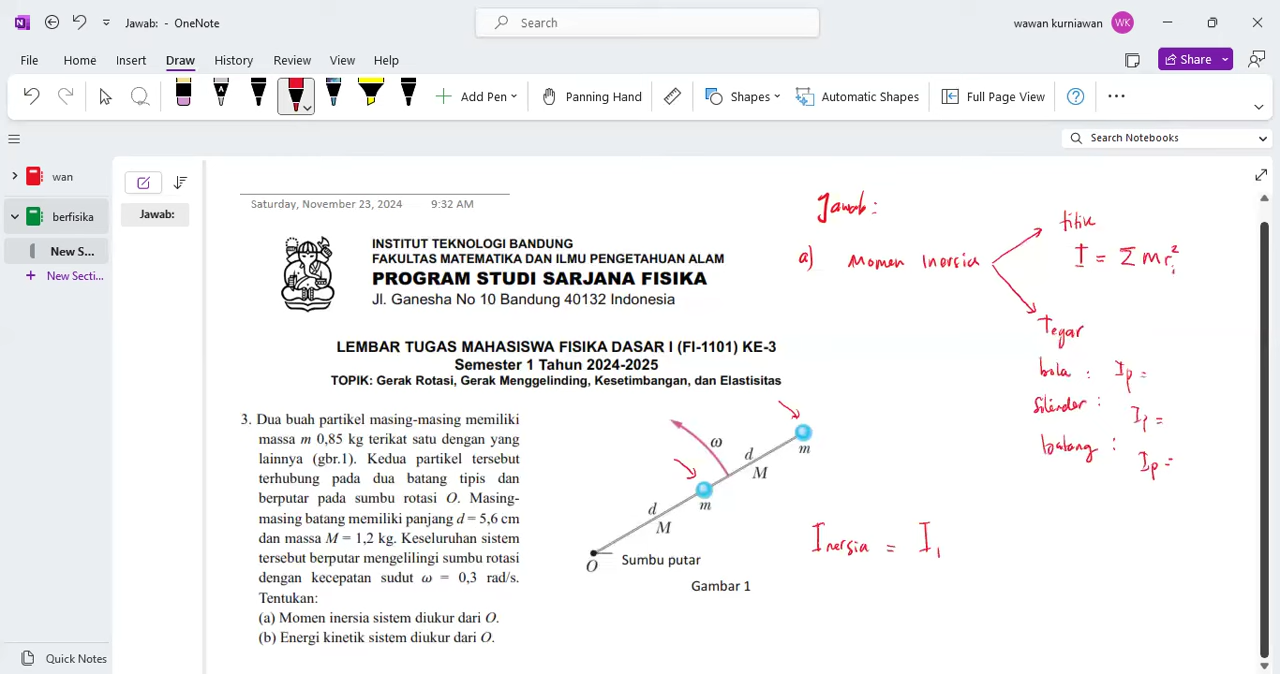 Jawab: - OneNote
Search
wawan kurniawan
WK
File Home Insert Draw History Review View Help
Share
Add Pen
Panning Hand
Shapes
Automatic Shapes
Full Page View
Search Notebooks
wan
berfisika
New S...
New Secti...
Quick Notes
Jawab:
Saturday, November 23, 2024 9:32 AM
INSTITUT TEKNOLOGI BANDUNG
FAKULTAS MATEMATIKA DAN ILMU PENGETAHUAN ALAM
PROGRAM STUDI SARJANA FISIKA
Jl. Ganesha No 10 Bandung 40132 Indonesia
LEMBAR TUGAS MAHASISWA FISIKA DASAR I (FI-1101) KE-3
Semester 1 Tahun 2024-2025
TOPIK: Gerak Rotasi, Gerak Menggelinding, Kesetimbangan, dan Elastisitas
3. Dua buah partikel masing-masing memiliki
massa m 0,85 kg terikat satu dengan yang
lainnya (gbr.1). Kedua partikel tersebut
terhubung pada dua batang tipis dan
berputar pada sumbu rotasi O. Masing-
masing batang memiliki panjang d = 5,6 cm
dan massa M = 1,2 kg. Keseluruhan sistem
tersebut berputar mengelilingi sumbu rotasi
dengan kecepatan sudut ω = 0,3 rad/s.
Tentukan:
(a) Momen inersia sistem diukur dari O.
(b) Energi kinetik sistem diukur dari O.
ω
d
M
m
d
M
m
O
Sumbu putar
Gambar 1
Jawab:
a) Momen inersia
titik
I = Σ mr_i²
Tegar
bola : Ip =
Silinder : Ip =
batang : Ip =
Inersia = I₁